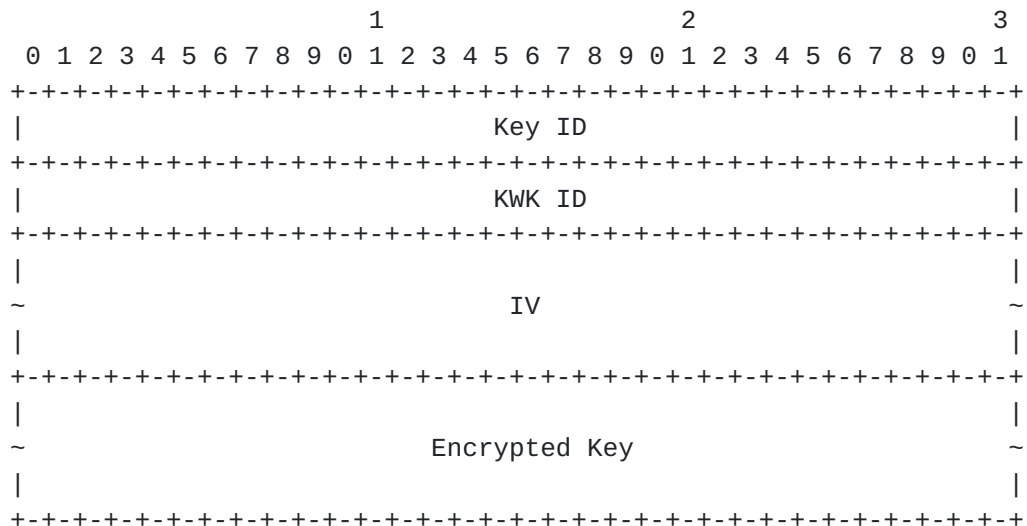 1                   2                   3
 0 1 2 3 4 5 6 7 8 9 0 1 2 3 4 5 6 7 8 9 0 1 2 3 4 5 6 7 8 9 0 1
+-+-+-+-+-+-+-+-+-+-+-+-+-+-+-+-+-+-+-+-+-+-+-+-+-+-+-+-+-+-+-+-+
|                              Key ID                           |
+-+-+-+-+-+-+-+-+-+-+-+-+-+-+-+-+-+-+-+-+-+-+-+-+-+-+-+-+-+-+-+-+
|                              KWK ID                           |
+-+-+-+-+-+-+-+-+-+-+-+-+-+-+-+-+-+-+-+-+-+-+-+-+-+-+-+-+-+-+-+-+
|                                                               |
~                               IV                              ~
|                                                               |
+-+-+-+-+-+-+-+-+-+-+-+-+-+-+-+-+-+-+-+-+-+-+-+-+-+-+-+-+-+-+-+-+
|                                                               |
~                          Encrypted Key                        ~
|                                                               |
+-+-+-+-+-+-+-+-+-+-+-+-+-+-+-+-+-+-+-+-+-+-+-+-+-+-+-+-+-+-+-+-+